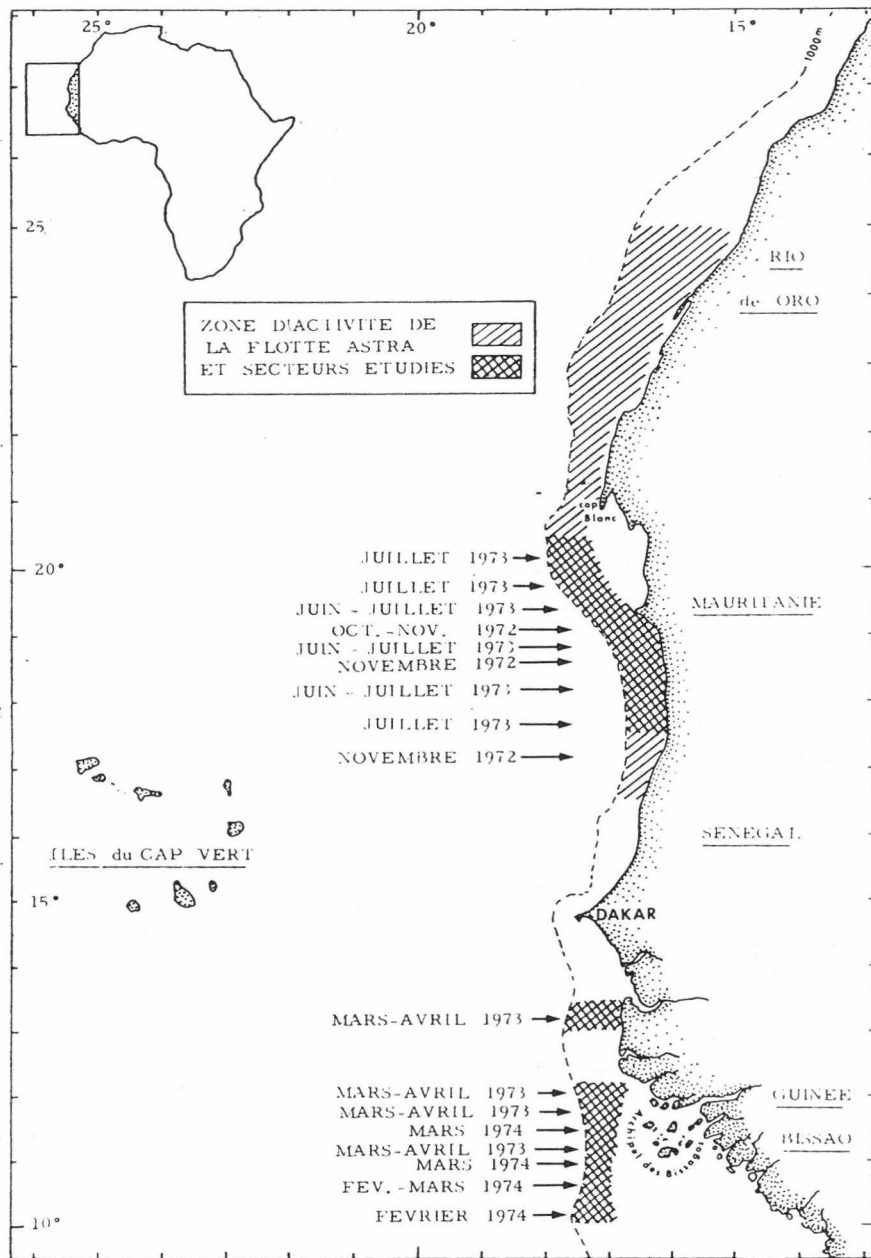 25°
20°
15°
1000m
25
RIO
de ORO
ZONE D'ACTIVITE DE
LA FLOTTE ASTRA
ET SECTEURS ETUDIES
cap
Blanc
20°
JUILLET 1973
JUILLET 1973
JUIN - JUILLET 1973
OCT.-NOV. 1972
JUIN - JUILLET 1973
NOVEMBRE 1972
JUIN - JUILLET 1973
JUILLET 1973
NOVEMBRE 1972
MAURITANIE
SENEGAL
ILES du CAP VERT
15°
DAKAR
MARS-AVRIL 1973
MARS-AVRIL 1973
MARS-AVRIL 1973
MARS 1974
MARS-AVRIL 1973
MARS 1974
FEV.-MARS 1974
FEVRIER 1974
GUINEE
BISSAO
Archipel des Bissagos
10°